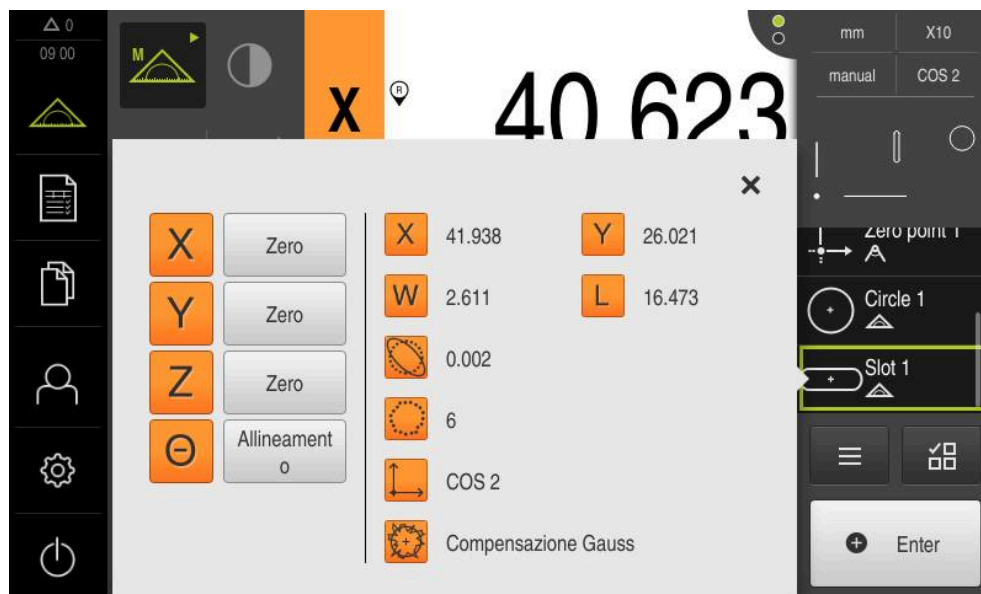 0
09 00
M
X
R
40.623
mm
X10
manual
COS 2
Zero point 1
Circle 1
Slot 1
Enter
X Zero
Y Zero
Z Zero
Θ Allineament
o
X 41.938 Y 26.021
W 2.611 L 16.473
0.002
6
COS 2
Compensazione Gauss